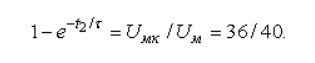 1−e^{−t₂/τ} = U_{мк}/U_м = 36/40.